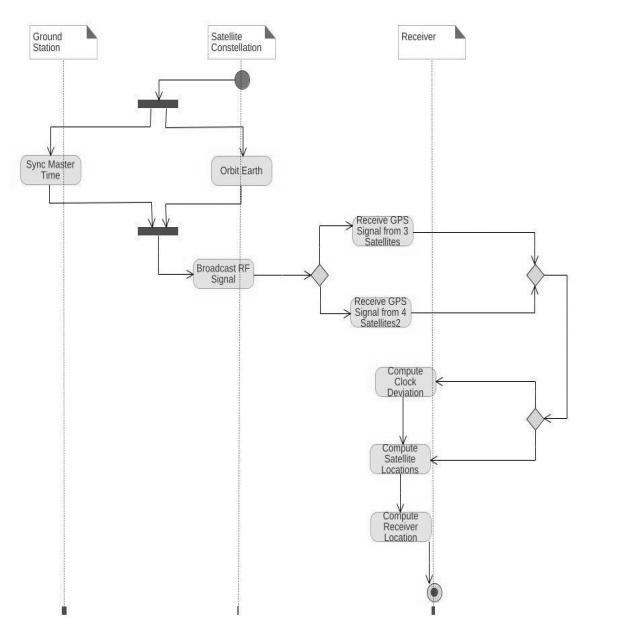 Ground
Station
Satellite
Constellation
Receiver
Sync Master
Time
Orbit Earth
Broadcast RF
Signal
Receive GPS
Signal from 3
Satellites
Receive GPS
Signal from 4
Satellites2
Compute
Clock
Deviation
Compute
Satellite
Locations
Compute
Receiver
Location